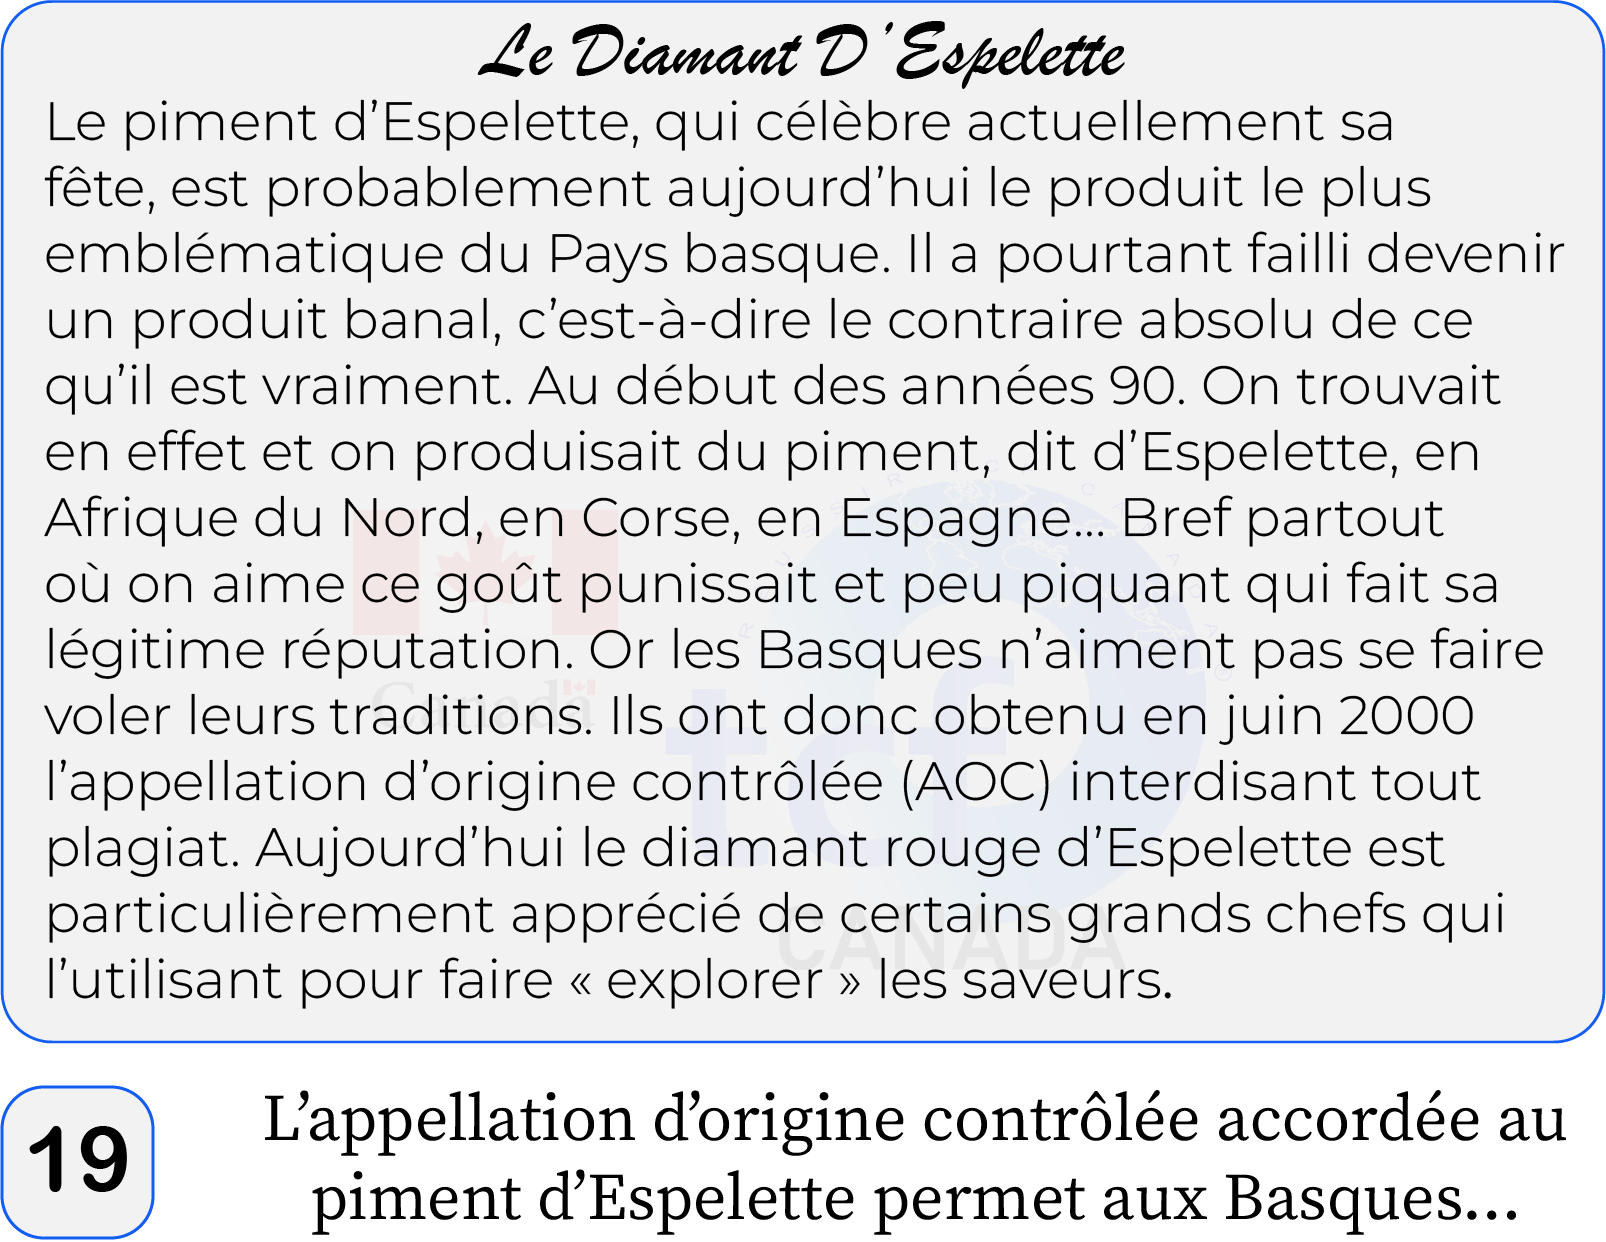 Le Diamant D'Espelette
Le piment d’Espelette, qui célèbre actuellement sa
fête, est probablement aujourd’hui le produit le plus
emblématique du Pays basque. Il a pourtant failli devenir
un produit banal, c’est-à-dire le contraire absolu de ce
qu’il est vraiment. Au début des années 90. On trouvait
en effet et on produisait du piment, dit d’Espelette, en
Afrique du Nord, en Corse, en Espagne… Bref partout
où on aime ce goût punissait et peu piquant qui fait sa
légitime réputation. Or les Basques n’aiment pas se faire
voler leurs traditions. Ils ont donc obtenu en juin 2000
l’appellation d’origine contrôlée (AOC) interdisant tout
plagiat. Aujourd’hui le diamant rouge d’Espelette est
particulièrement apprécié de certains grands chefs qui
l’utilisant pour faire « explorer » les saveurs.
Canada
RÉUSSIR TCF CANADA
tcf
CANADA
19
L’appellation d’origine contrôlée accordée au
piment d’Espelette permet aux Basques…